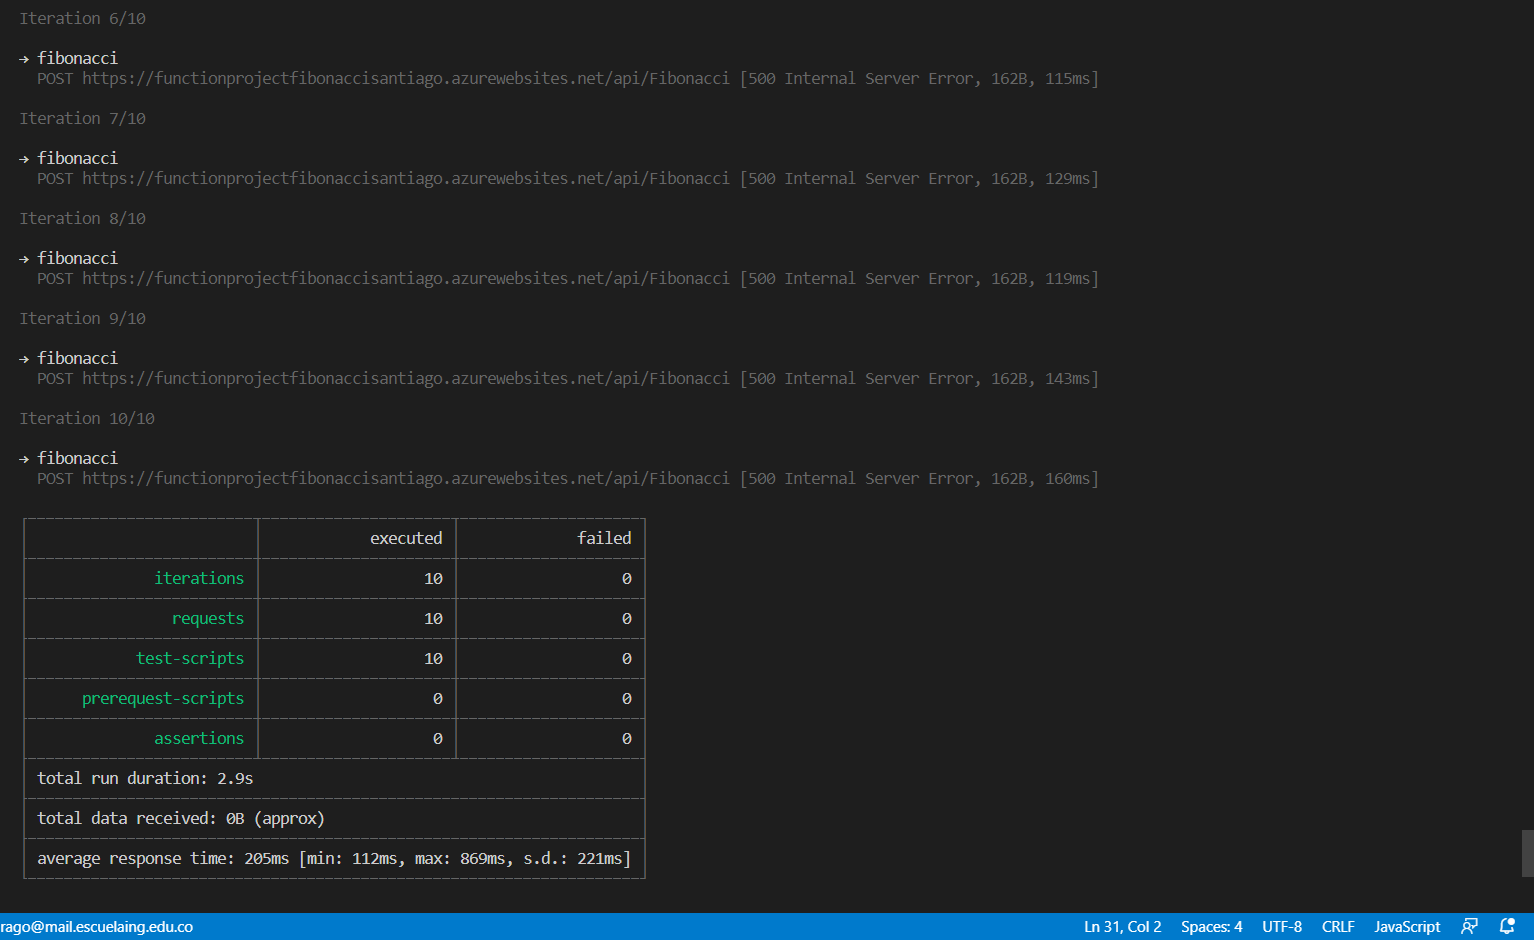 Iteration 6/10
→ fibonacci
POST https://functionprojectfibonaccisantiago.azurewebsites.net/api/Fibonacci [500 Internal Server Error, 162B, 115ms]
Iteration 7/10
→ fibonacci
POST https://functionprojectfibonaccisantiago.azurewebsites.net/api/Fibonacci [500 Internal Server Error, 162B, 129ms]
Iteration 8/10
→ fibonacci
POST https://functionprojectfibonaccisantiago.azurewebsites.net/api/Fibonacci [500 Internal Server Error, 162B, 119ms]
Iteration 9/10
→ fibonacci
POST https://functionprojectfibonaccisantiago.azurewebsites.net/api/Fibonacci [500 Internal Server Error, 162B, 143ms]
Iteration 10/10
→ fibonacci
POST https://functionprojectfibonaccisantiago.azurewebsites.net/api/Fibonacci [500 Internal Server Error, 162B, 160ms]
executed failed
iterations 10 0
requests 10 0
test-scripts 10 0
prerequest-scripts 0 0
assertions 0 0
total run duration: 2.9s
total data received: 0B (approx)
average response time: 205ms [min: 112ms, max: 869ms, s.d.: 221ms]
rago@mail.escuelaing.edu.co Ln 31, Col 2 Spaces: 4 UTF-8 CRLF JavaScript